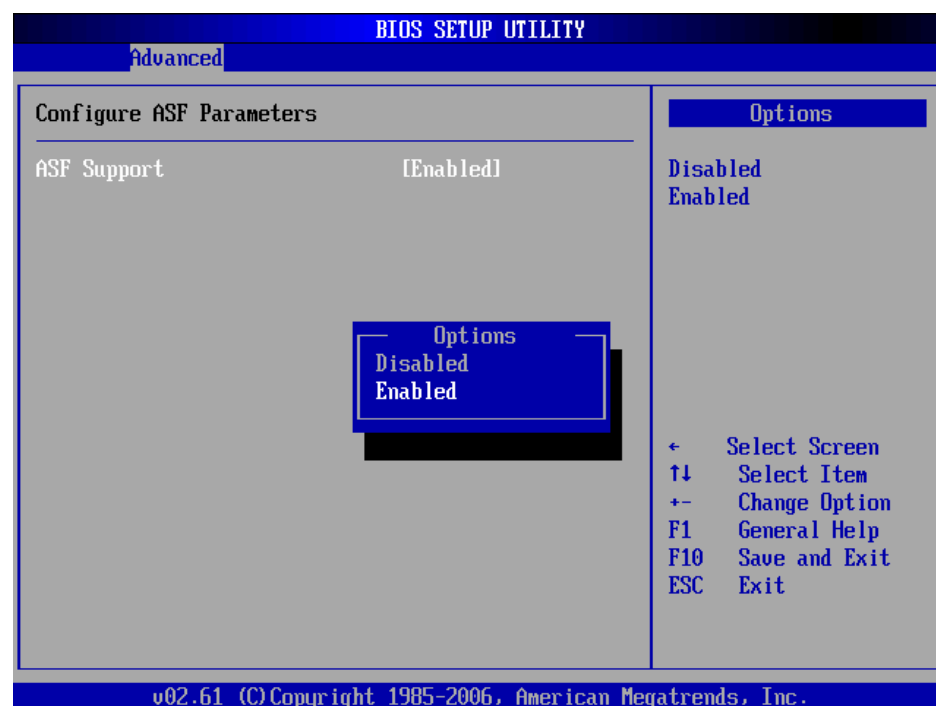 BIOS SETUP UTILITY
Advanced
Configure ASF Parameters
ASF Support [Enabled]
Options
Disabled
Enabled
Options
Disabled
Enabled
← Select Screen
↑↓ Select Item
+- Change Option
F1 General Help
F10 Save and Exit
ESC Exit
v02.61 (C)Copyright 1985-2006, American Megatrends, Inc.